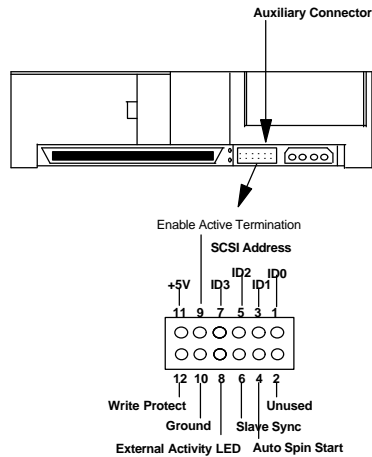 Auxiliary Connector
Enable Active Termination
SCSI Address
ID2 ID0
+5V ID3 ID1
11 9 7 5 3 1
12 10 8 6 4 2
Write Protect Unused
Ground Slave Sync
External Activity LED Auto Spin Start